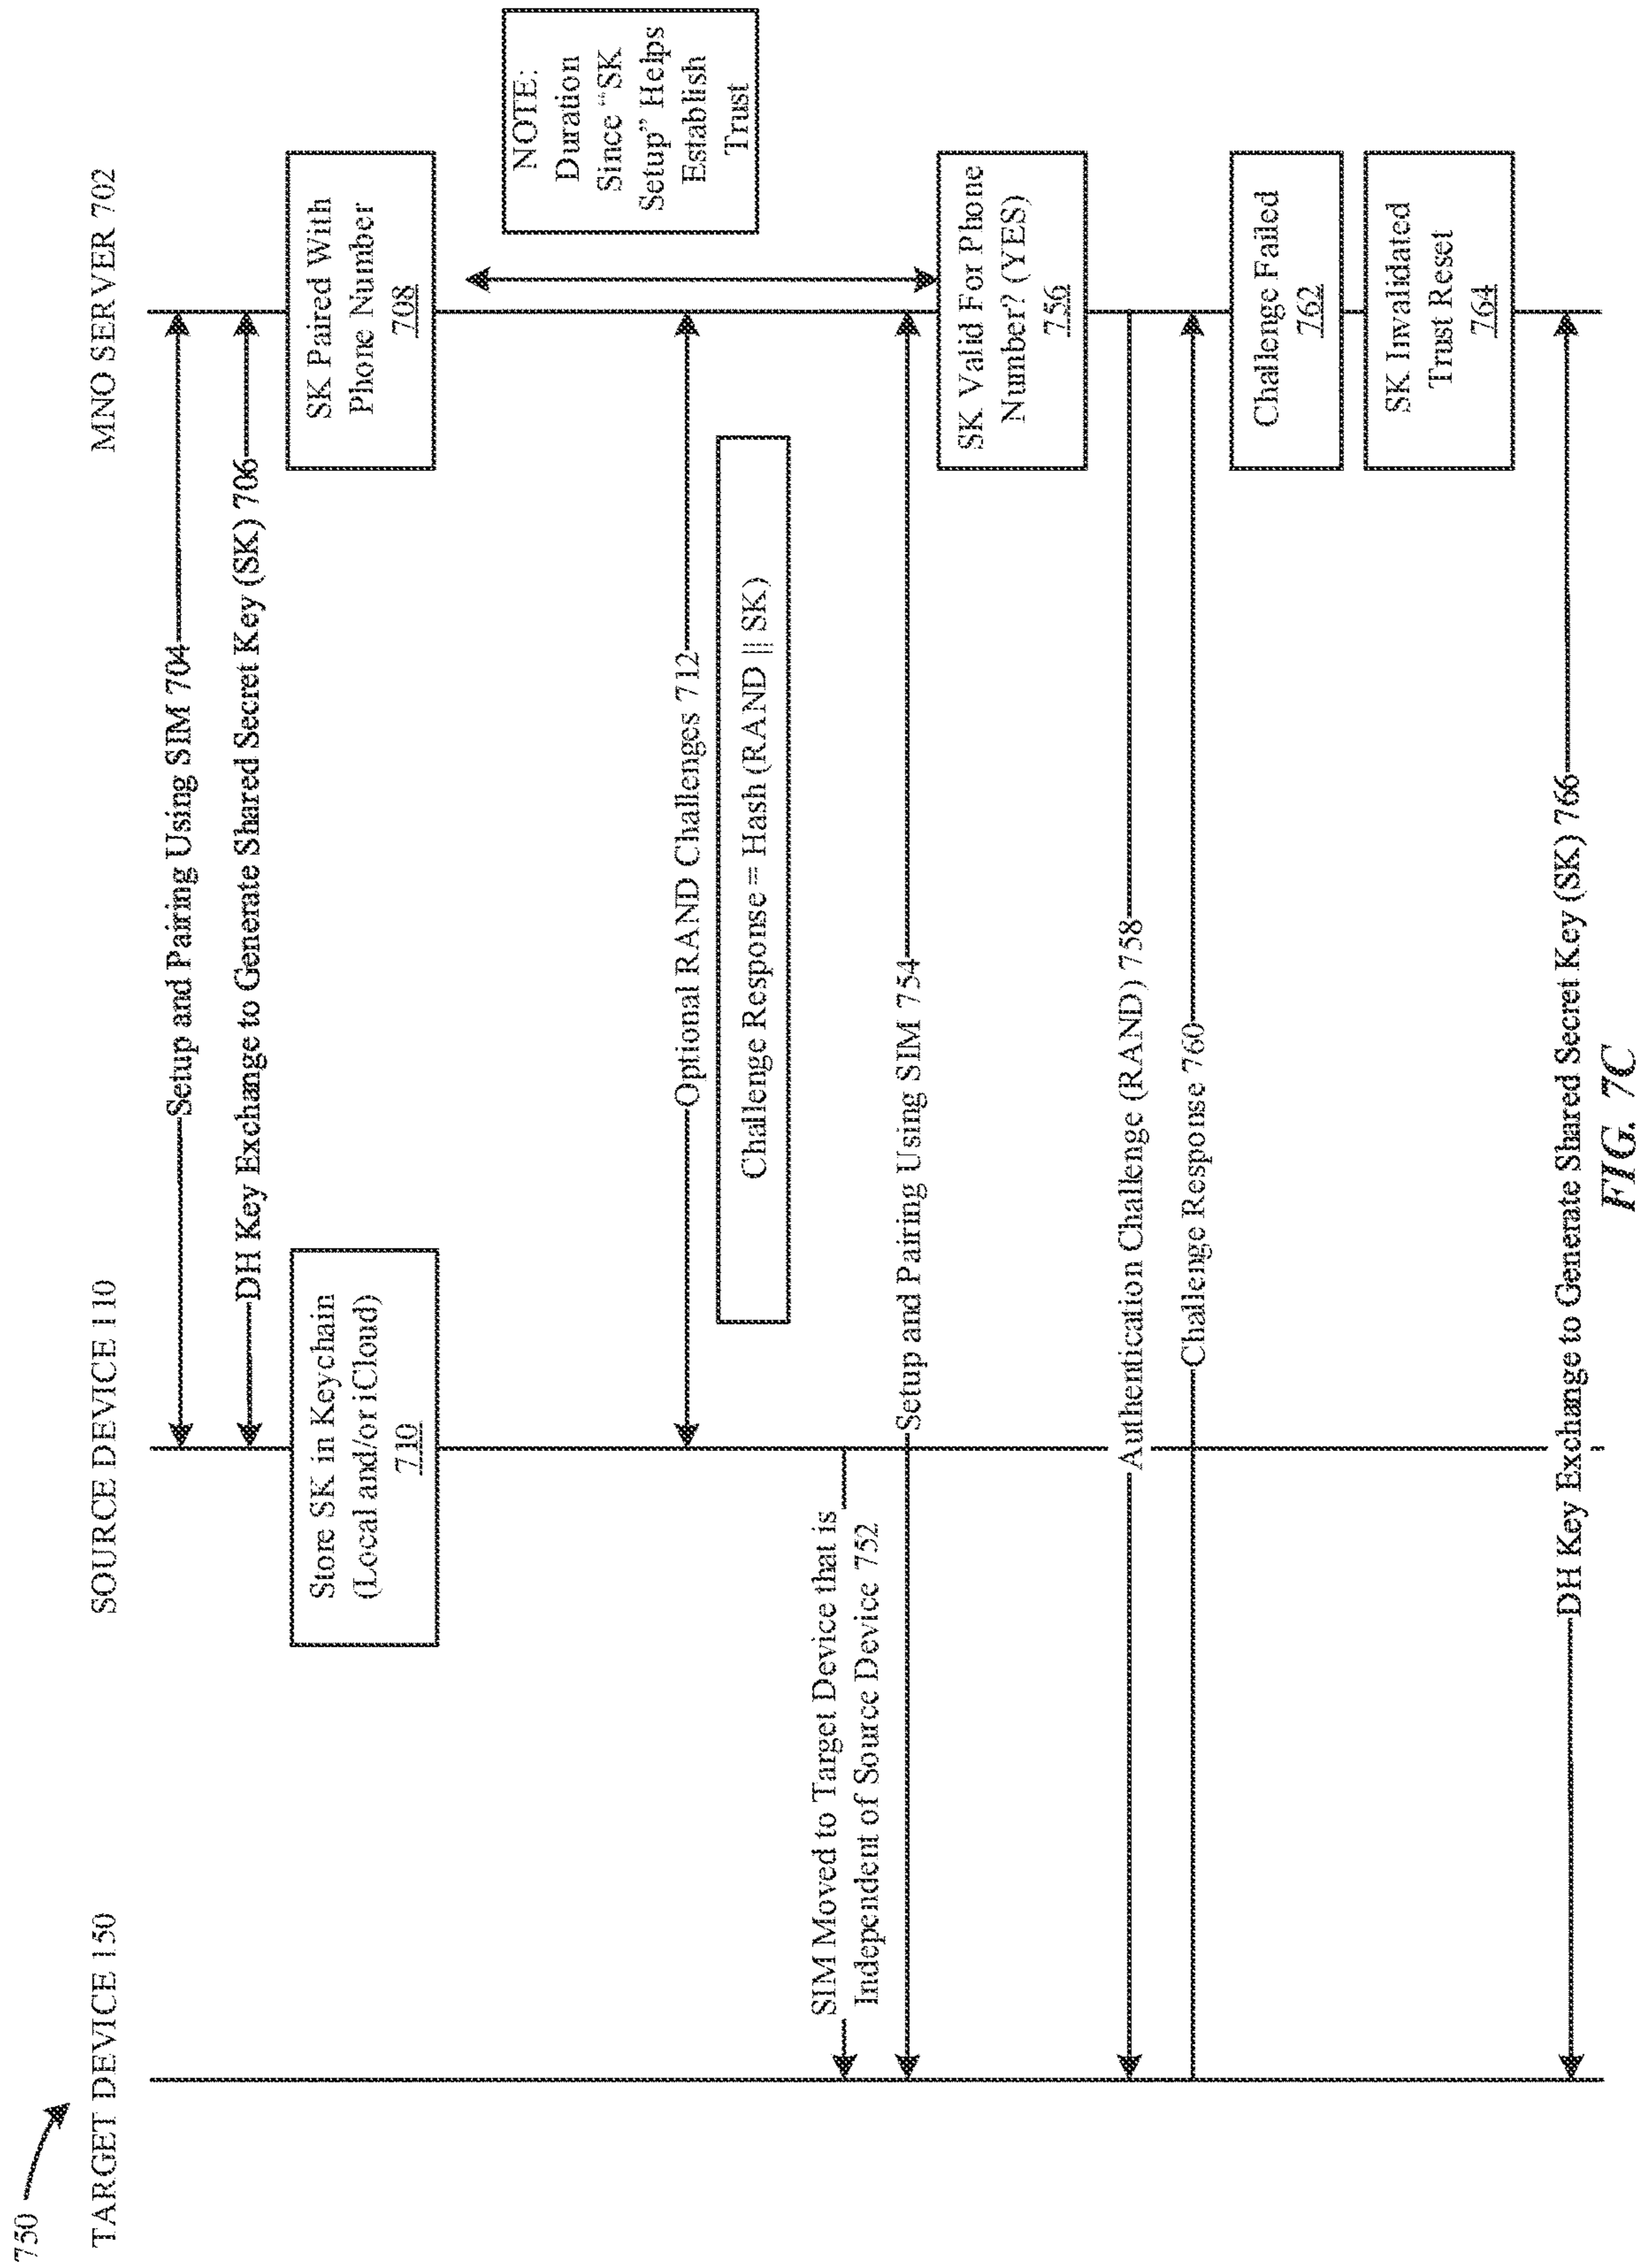 750
TARGET DEVICE 150
SOURCE DEVICE 110
MNO SERVER 702
Setup and Pairing Using SIM 704
DH Key Exchange to Generate Shared Secret Key (SK) 706
Store SK in Keychain
(Local and/or iCloud)
710
SK Paired With
Phone Number
708
NOTE:
Duration
Since "SK
Setup" Helps
Establish
Trust
Optional RAND Challenges 712
Challenge Response = Hash (RAND || SK)
SIM Moved to Target Device that is
Independent of Source Device 752
Setup and Pairing Using SIM 754
SK Valid For Phone
Number? (YES)
756
Authentication Challenge (RAND) 758
Challenge Response 760
Challenge Failed
762
SK Invalidated
Trust Reset
764
DH Key Exchange to Generate Shared Secret Key (SK) 766
FIG. 7C